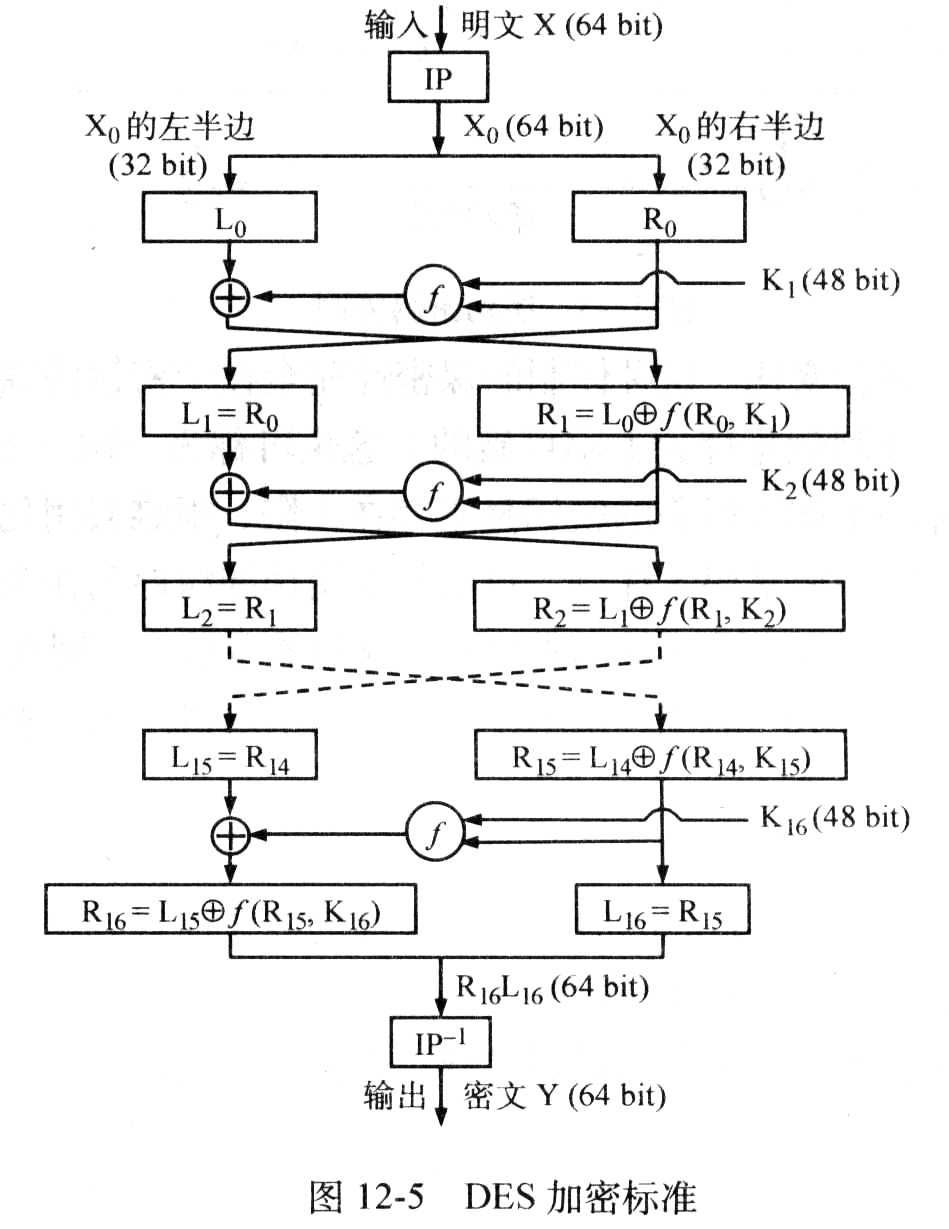 输入 明文 X (64 bit)
IP
X₀ (64 bit)
X₀ 的左半边
(32 bit)
X₀ 的右半边
(32 bit)
L₀
R₀
f
K₁ (48 bit)
L₁ = R₀
R₁ = L₀⊕f(R₀, K₁)
f
K₂ (48 bit)
L₂ = R₁
R₂ = L₁⊕f(R₁, K₂)
L₁₅ = R₁₄
R₁₅ = L₁₄⊕f(R₁₄, K₁₅)
f
K₁₆ (48 bit)
R₁₆ = L₁₅⊕f(R₁₅, K₁₆)
L₁₆ = R₁₅
R₁₆L₁₆ (64 bit)
IP⁻¹
输出 密文 Y (64 bit)
图 12-5 DES 加密标准